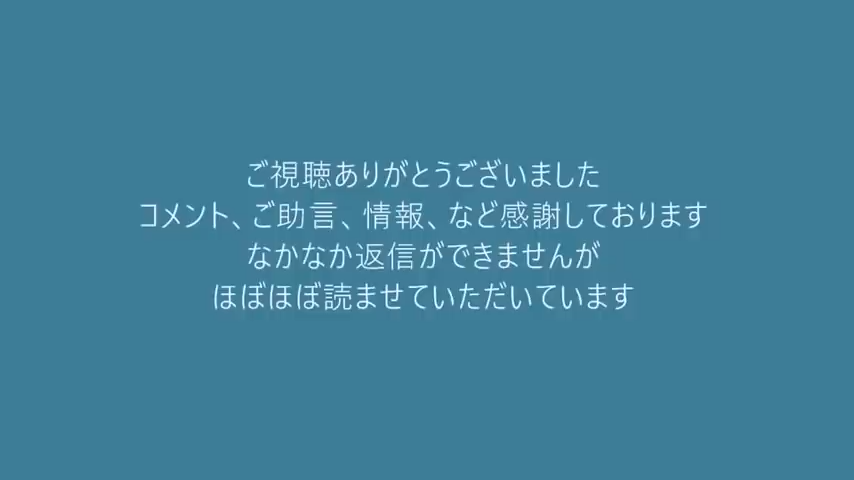 ご視聴ありがとうございました
コメント、ご助言、情報、など感謝しております
なかなか返信ができませんが
ほぼほぼ読ませていただいています